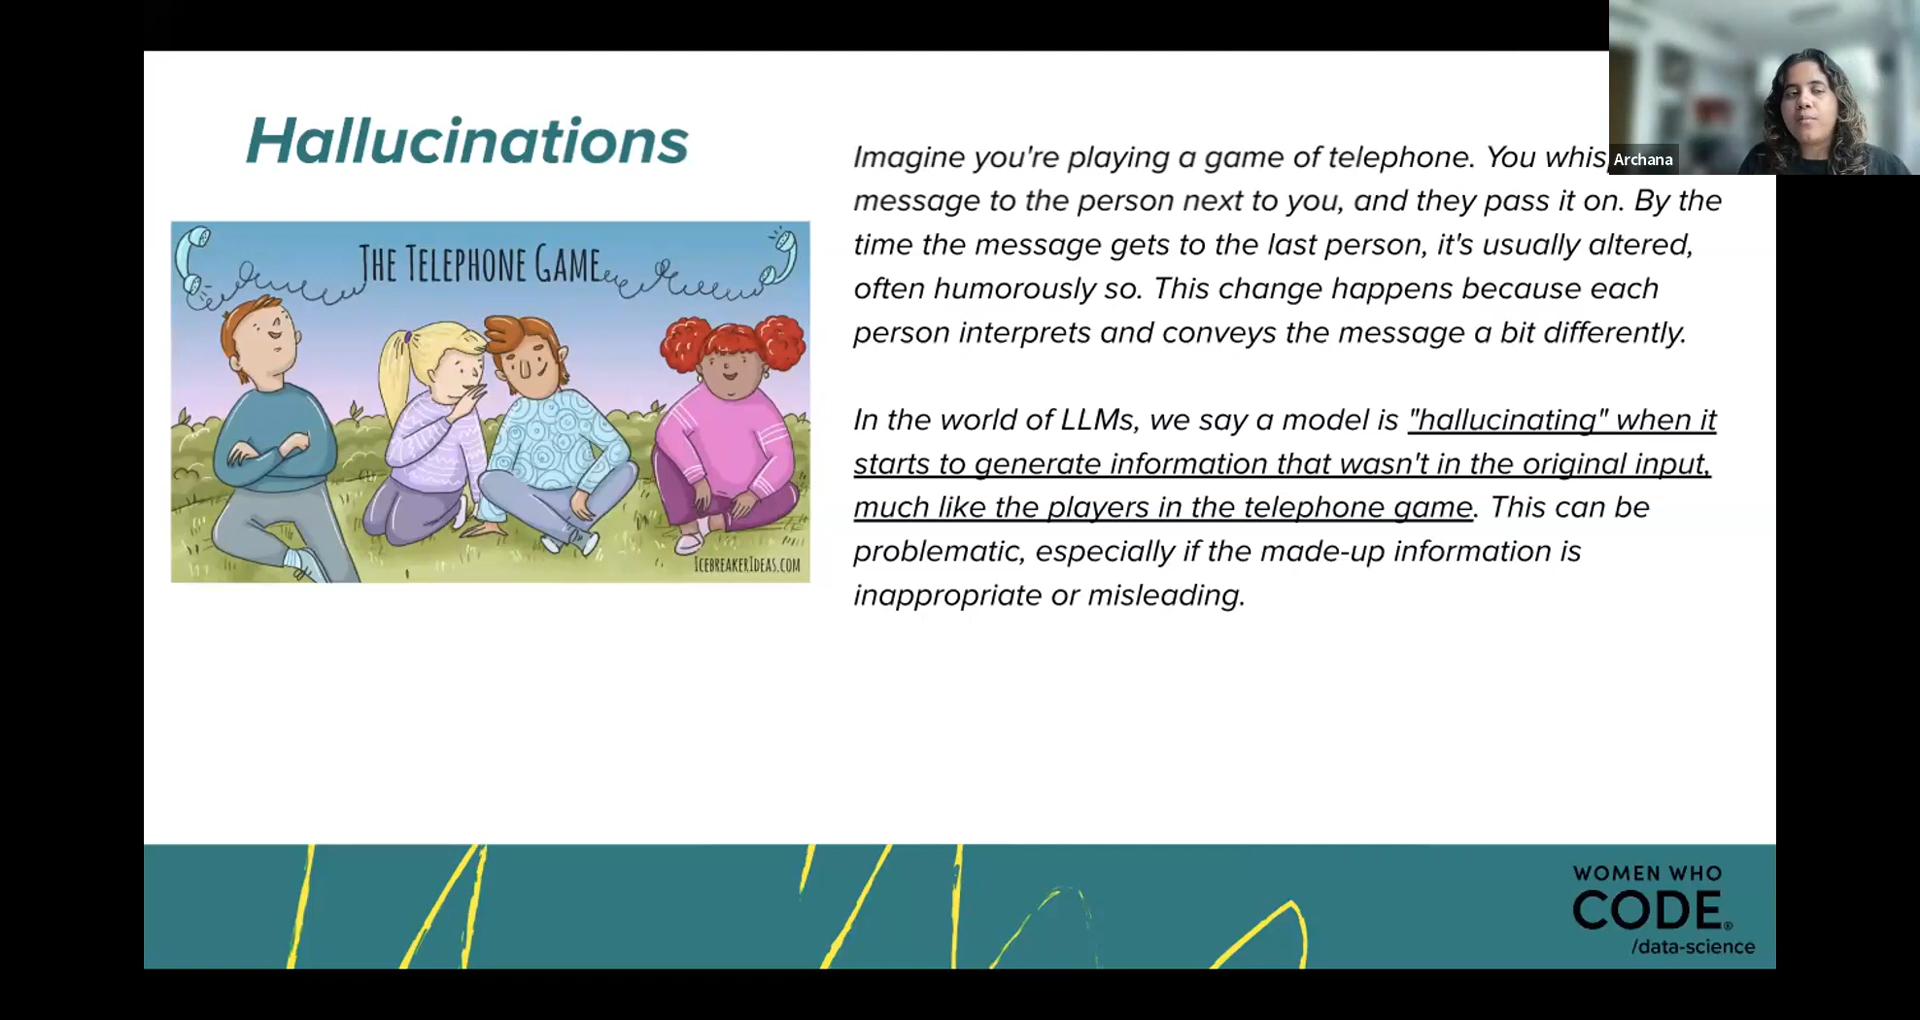 Hallucinations
THE TELEPHONE GAME
ICEBREAKERIDEAS.COM
Imagine you're playing a game of telephone. You
message to the person next to you, and they pass it on. By the
time the message gets to the last person, it's usually altered,
often humorously so. This change happens because each
person interprets and conveys the message a bit differently.
In the world of LLMs, we say a model is "hallucinating" when it
starts to generate information that wasn't in the original input,
much like the players in the telephone game. This can be
problematic, especially if the made-up information is
inappropriate or misleading.
Archana
WOMEN WHO
CODE®
/data-science